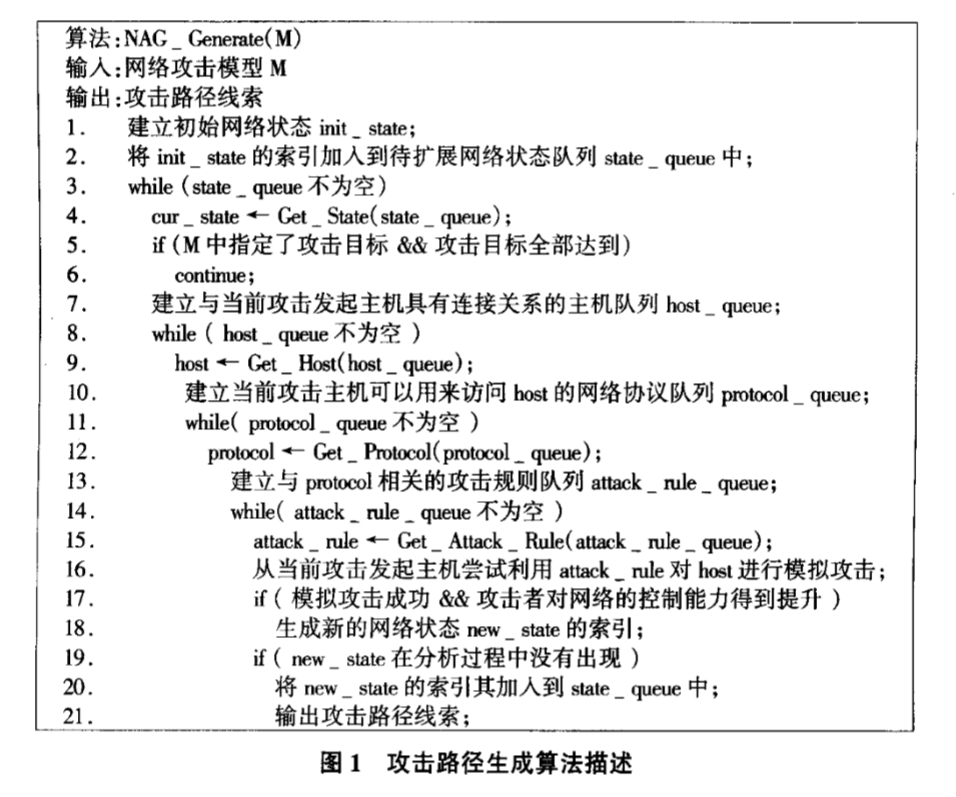 算法:NAG _ Generate(M)
输入:网络攻击模型 M
输出:攻击路径线索
1. 建立初始网络状态 init _ state;
2. 将 init _ state 的索引加入到待扩展网络状态队列 state _ queue 中;
3. while (state _ queue 不为空)
4. cur _ state ← Get _ State(state _ queue);
5. if (M 中指定了攻击目标 && 攻击目标全部达到)
6. continue;
7. 建立与当前攻击发起主机具有连接关系的主机队列 host _ queue;
8. while ( host _ queue 不为空 )
9. host ← Get _ Host(host _ queue);
10. 建立当前攻击主机可以用来访问 host 的网络协议队列 protocol _ queue;
11. while( protocol _ queue 不为空 )
12. protocol ← Get _ Protocol(protocol _ queue);
13. 建立与 protocol 相关的攻击规则队列 attack _ rule _ queue;
14. while( attack _ rule _ queue 不为空 )
15. attack _ rule ← Get _ Attack _ Rule(attack _ rule _ queue);
16. 从当前攻击发起主机尝试利用 attack _ rule 对 host 进行模拟攻击;
17. if ( 模拟攻击成功 && 攻击者对网络的控制能力得到提升 )
18. 生成新的网络状态 new _ state 的索引;
19. if ( new _ state 在分析过程中没有出现 )
20. 将 new _ state 的索引其加入到 state _ queue 中;
21. 输出攻击路径线索;
图 1 攻击路径生成算法描述